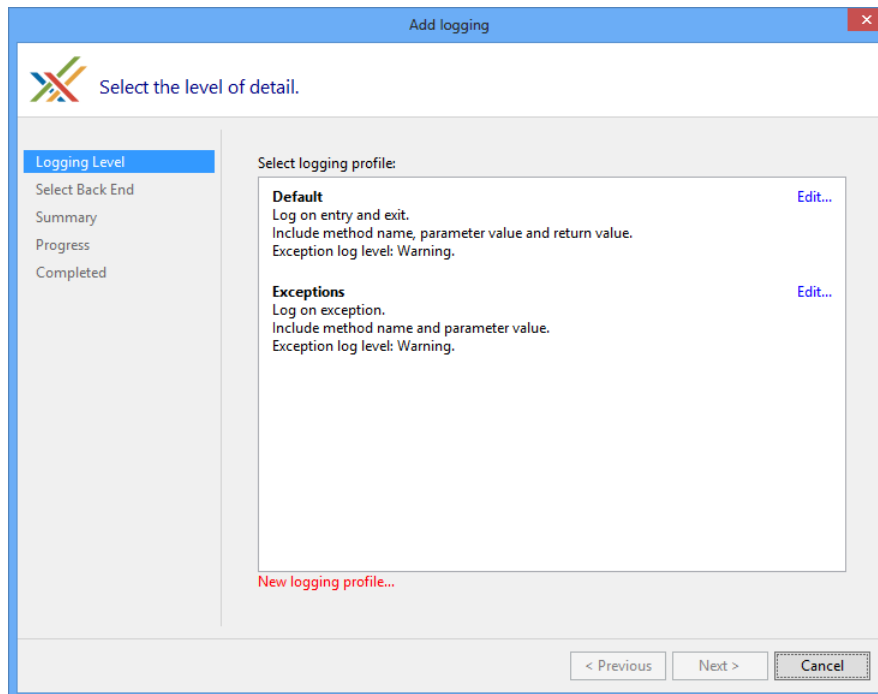 Add logging
Select the level of detail.
Logging Level
Select Back End
Summary
Progress
Completed
Select logging profile:
Default
Edit...
Log on entry and exit.
Include method name, parameter value and return value.
Exception log level: Warning.
Exceptions
Edit...
Log on exception.
Include method name and parameter value.
Exception log level: Warning.
New logging profile...
< Previous
Next >
Cancel